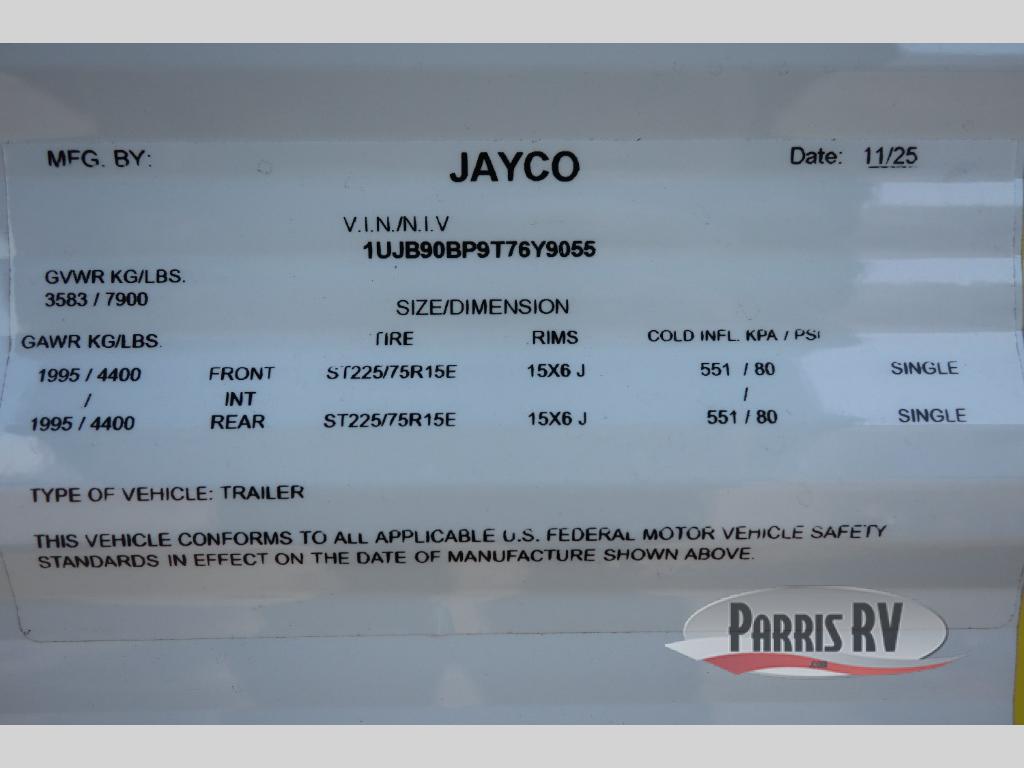 MFG. BY: JAYCO Date: 11/25
V.I.N./N.I.V
1UJB90BP9T76Y9055
GVWR KG/LBS.
3583 / 7900
SIZE/DIMENSION
GAWR KG/LBS. TIRE RIMS COLD INFL. KPA / PSI
1995 / 4400 FRONT ST225/75R15E 15X6 J 551 / 80 SINGLE
/ INT /
1995 / 4400 REAR ST225/75R15E 15X6 J 551 / 80 SINGLE
TYPE OF VEHICLE: TRAILER
THIS VEHICLE CONFORMS TO ALL APPLICABLE U.S. FEDERAL MOTOR VEHICLE SAFETY
STANDARDS IN EFFECT ON THE DATE OF MANUFACTURE SHOWN ABOVE.
PARRIS RV
.com